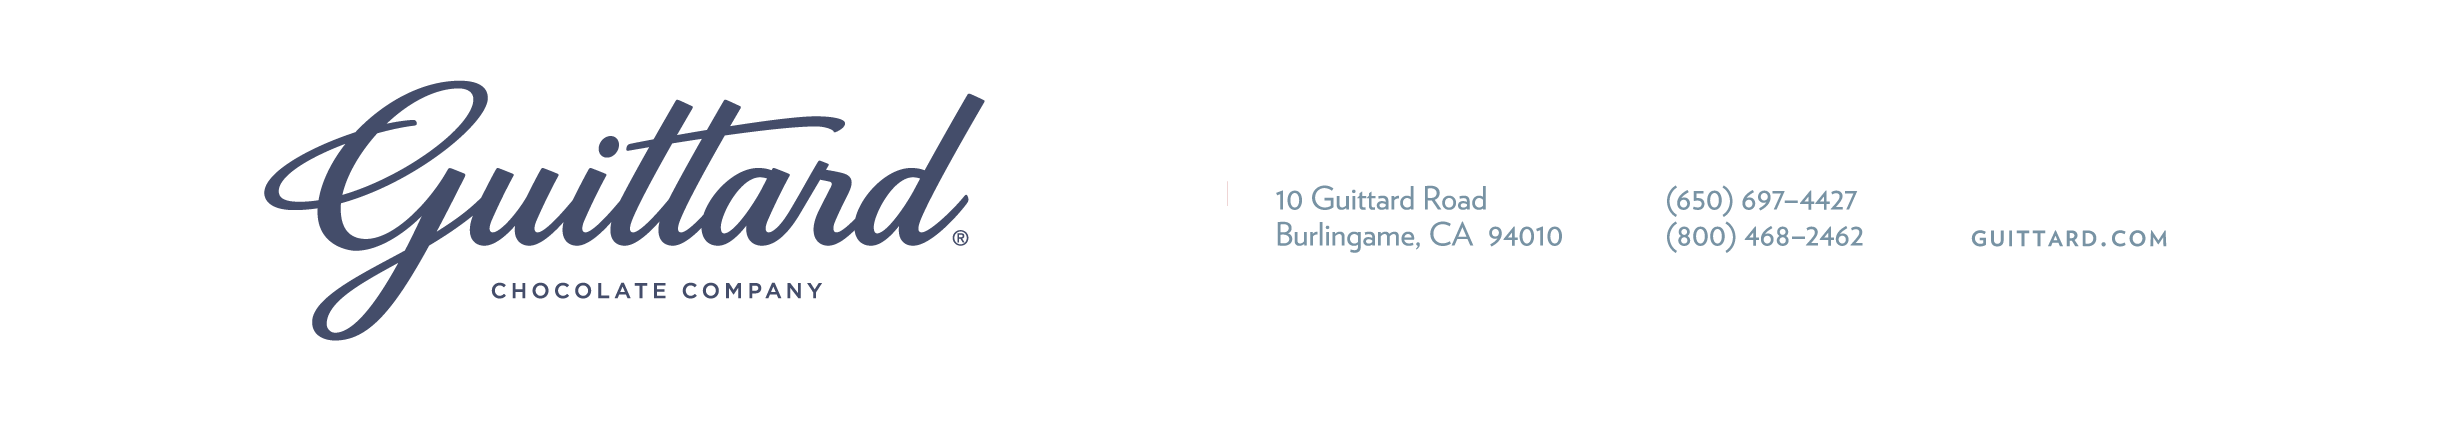 Guittard®
CHOCOLATE COMPANY
10 Guittard Road
Burlingame, CA 94010
(650) 697–4427
(800) 468–2462
GUITTARD.COM